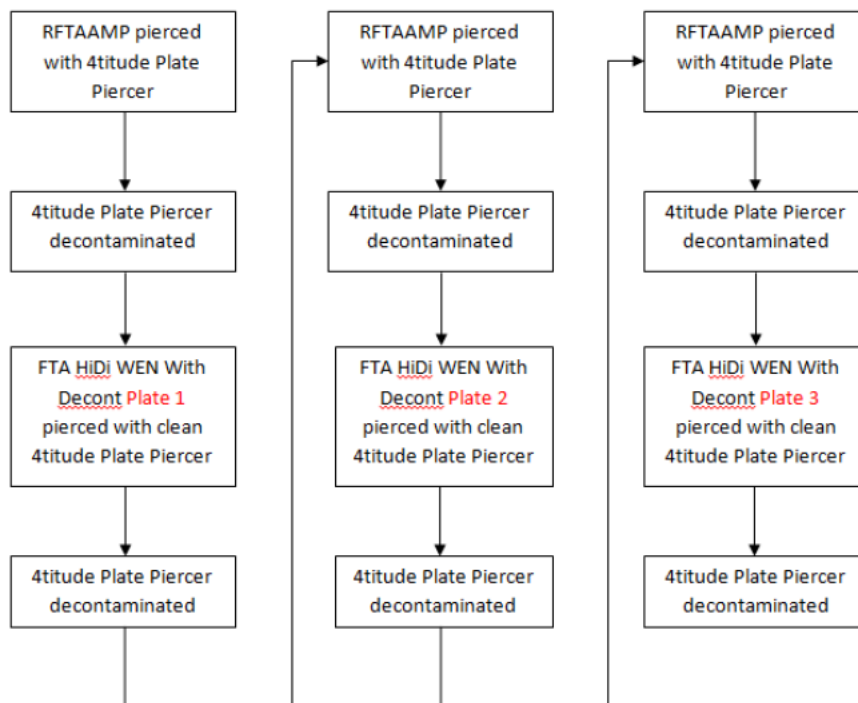 RFTAAMP pierced
with 4titude Plate
Piercer
4titude Plate Piercer
decontaminated
FTA HiDi WEN With
Decont Plate 1
pierced with clean
4titude Plate Piercer
4titude Plate Piercer
decontaminated
RFTAAMP pierced
with 4titude Plate
Piercer
4titude Plate Piercer
decontaminated
FTA HiDi WEN With
Decont Plate 2
pierced with clean
4titude Plate Piercer
4titude Plate Piercer
decontaminated
RFTAAMP pierced
with 4titude Plate
Piercer
4titude Plate Piercer
decontaminated
FTA HiDi WEN With
Decont Plate 3
pierced with clean
4titude Plate Piercer
4titude Plate Piercer
decontaminated